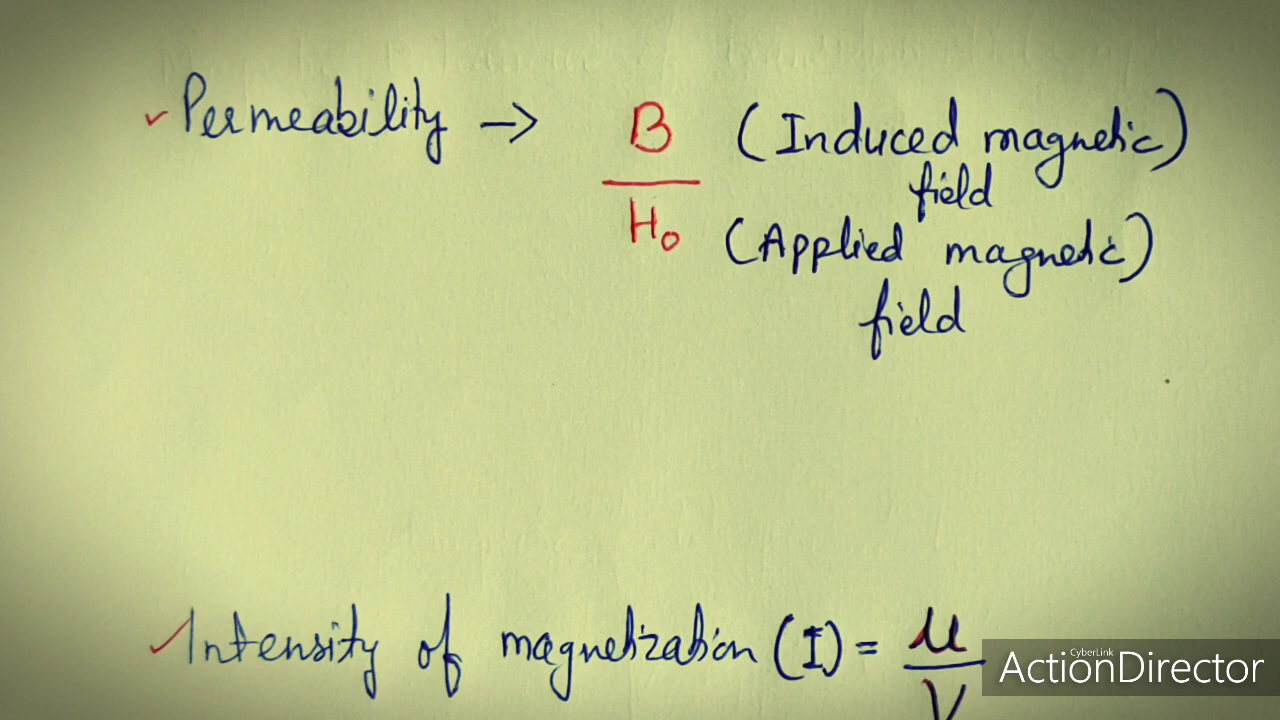 ✓ Permeability → B (Induced magnetic)
field
H₀ (Applied magnetic)
field
✓ Intensity of magnetization (I) = μ
V
CyberLink
ActionDirector